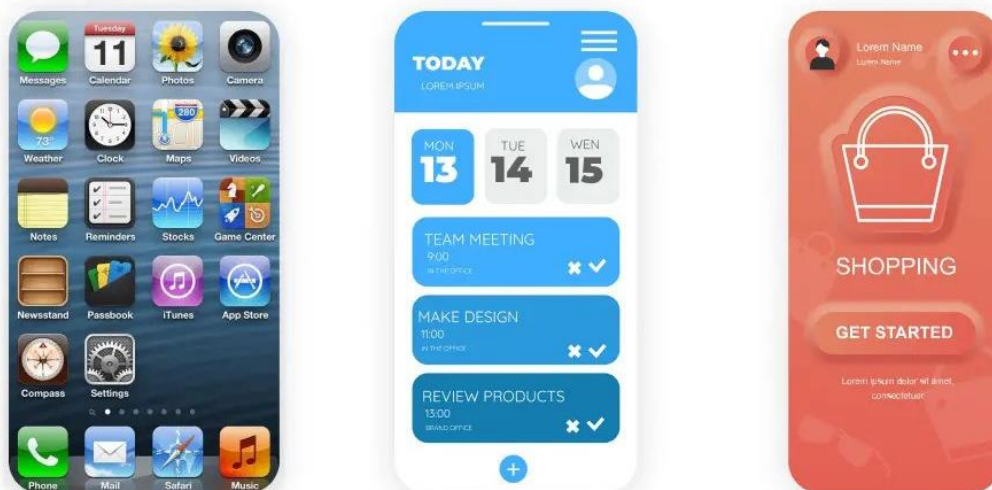 Tuesday
11
Messages
Calendar
Photos
Camera
73°
280
Weather
Clock
Maps
Videos
Notes
Reminders
Stocks
Game Center
Newsstand
Passbook
iTunes
App Store
Compass
Settings
Phone
Mail
Safari
Music
TODAY
LOREM IPSUM
MON
13
TUE
14
WEN
15
TEAM MEETING
9:00
IN THE OFFICE
MAKE DESIGN
11:00
IN THE OFFICE
REVIEW PRODUCTS
13:00
BRAND OFFICE
Lorem Name
Lorem Name
SHOPPING
GET STARTED
Lorem ipsum dolor sit amet,
consectetuer